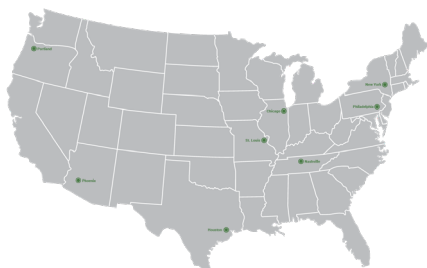 Portland
New York
Philadelphia
Chicago
St. Louis
Nashville
Phoenix
Houston